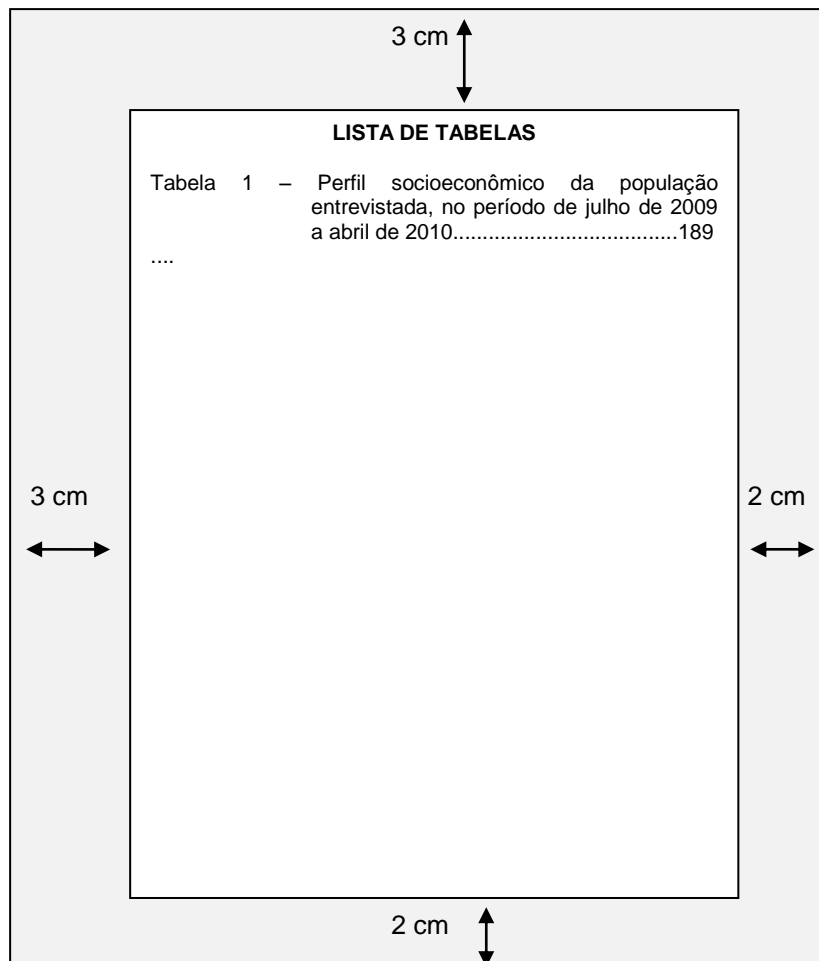 3 cm
LISTA DE TABELAS
Tabela 1 – Perfil socioeconômico da população
entrevistada, no período de julho de 2009
a abril de 2010......................................189
....
3 cm
2 cm
2 cm